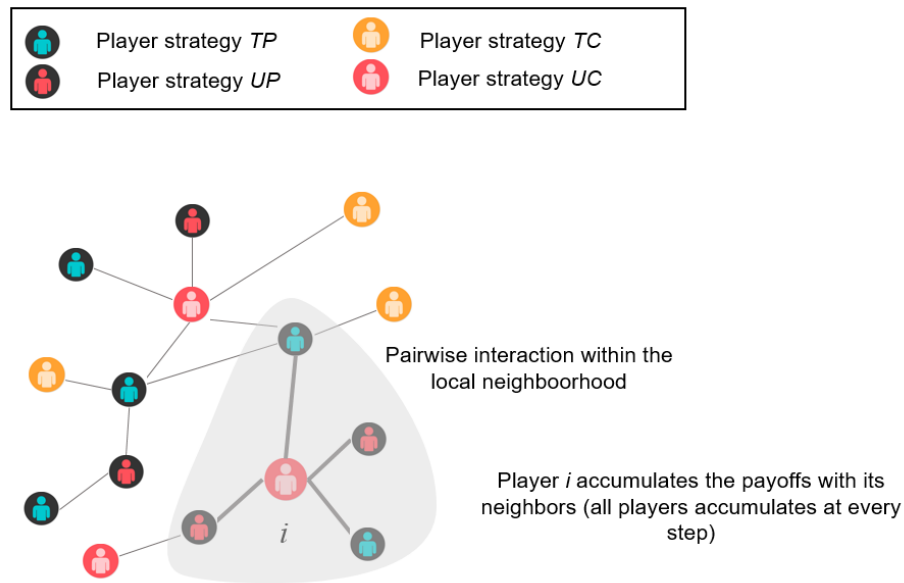 Player strategy TP
Player strategy TC
Player strategy UP
Player strategy UC
Pairwise interaction within the
local neighboorhood
Player i accumulates the payoffs with its
neighbors (all players accumulates at every
step)
i